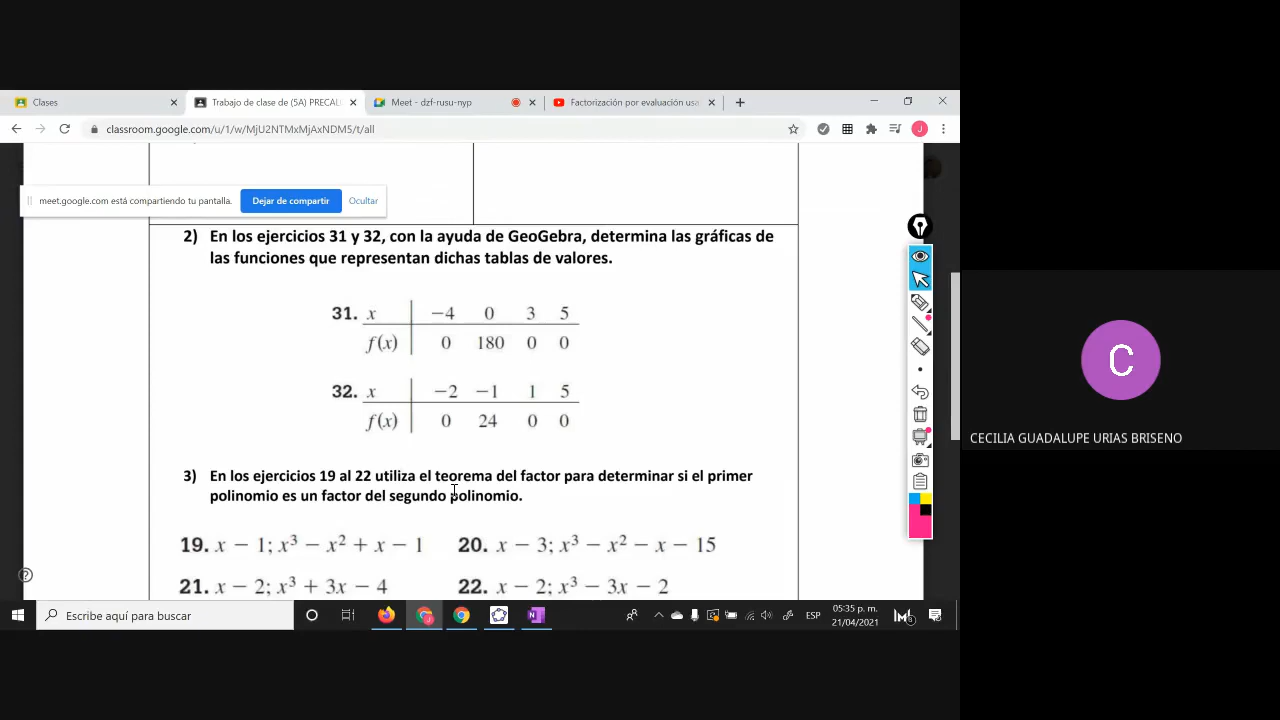 Clases
Trabajo de clase de (5A) PRECAL
Meet - dzf-rusu-nyp
Factorización por evaluación usa
classroom.google.com/u/1/w/MjU2NTMxMjAxNDM5/t/all
J
meet.google.com está compartiendo tu pantalla.
Dejar de compartir
Ocultar
2) En los ejercicios 31 y 32, con la ayuda de GeoGebra, determina las gráficas de
las funciones que representan dichas tablas de valores.
31. x −4 0 3 5
f(x) 0 180 0 0
32. x −2 −1 1 5
f(x) 0 24 0 0
3) En los ejercicios 19 al 22 utiliza el teorema del factor para determinar si el primer
polinomio es un factor del segundo polinomio.
19. x − 1; x³ − x² + x − 1 20. x − 3; x³ − x² − x − 15
21. x − 2; x³ + 3x − 4 22. x − 2; x³ − 3x − 2
C
CECILIA GUADALUPE URIAS BRISENO
Escribe aquí para buscar
ESP
05:35 p. m.
21/04/2021